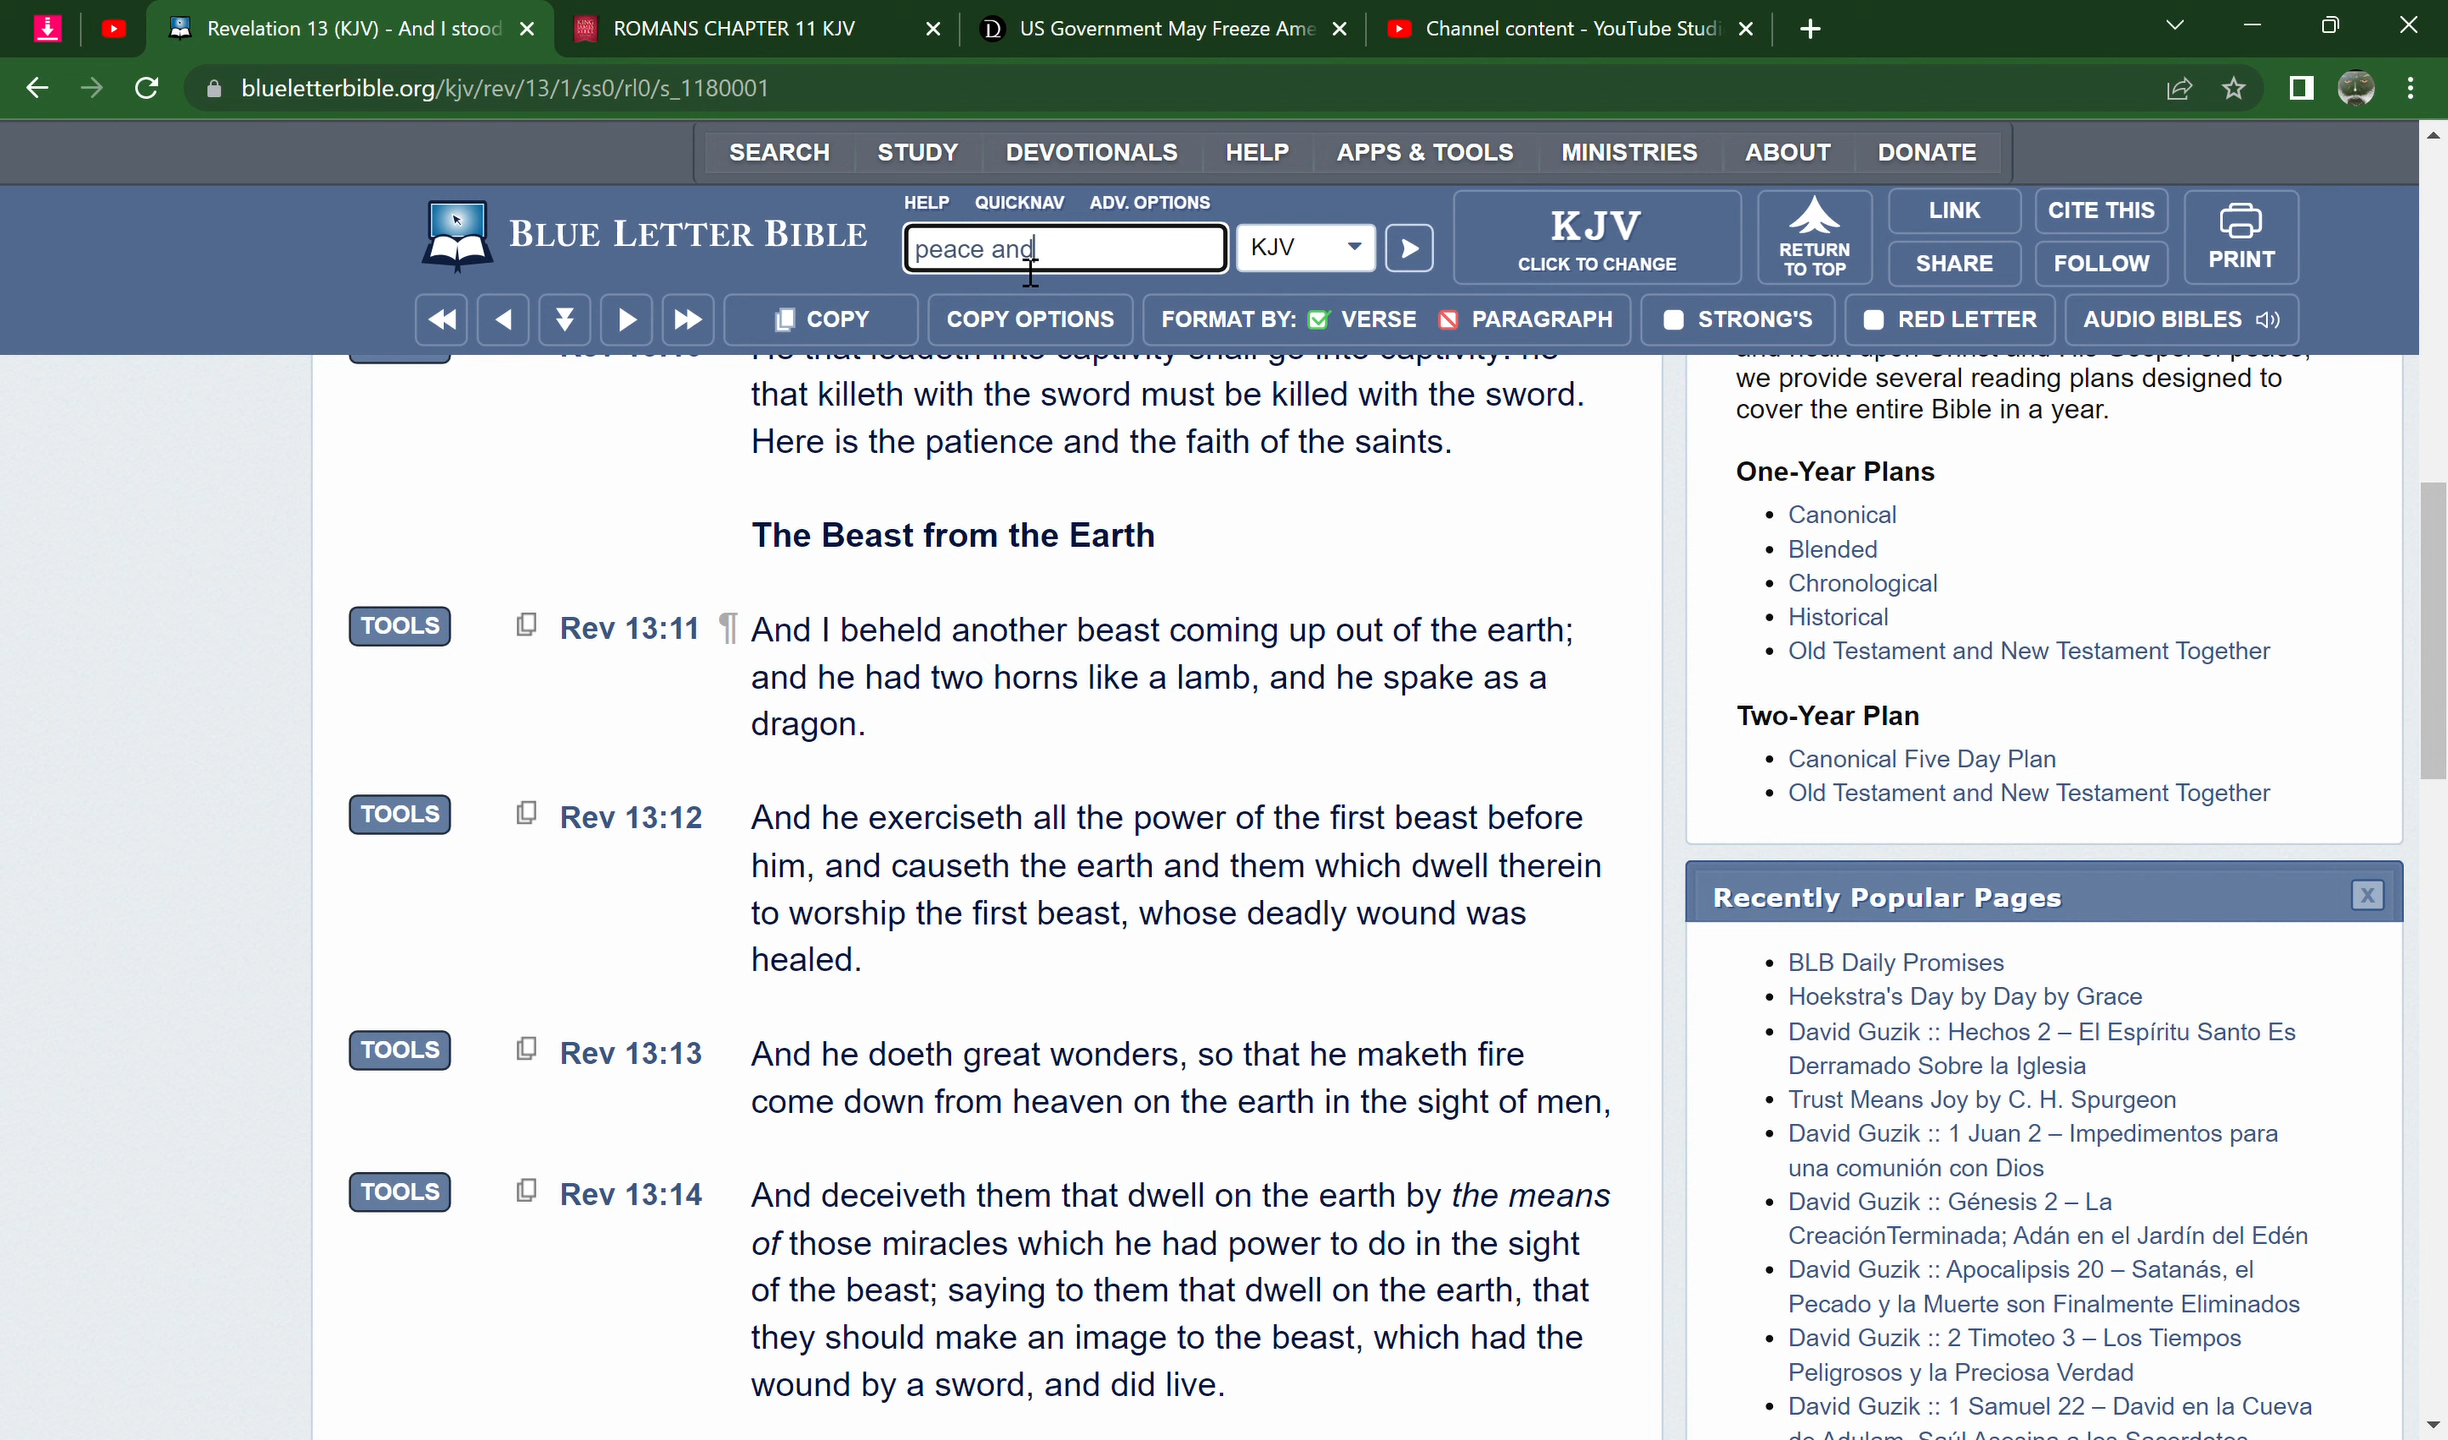 Revelation 13 (KJV) - And I stood
ROMANS CHAPTER 11 KJV
US Government May Freeze Ame
Channel content - YouTube Studi
blueletterbible.org/kjv/rev/13/1/ss0/rl0/s_1180001
SEARCH STUDY DEVOTIONALS HELP APPS & TOOLS MINISTRIES ABOUT DONATE
HELP QUICKNAV ADV. OPTIONS
BLUE LETTER BIBLE
peace and
KJV
KJV
CLICK TO CHANGE
RETURN
TO TOP
LINK
CITE THIS
SHARE
FOLLOW
PRINT
COPY
COPY OPTIONS
FORMAT BY: VERSE PARAGRAPH
STRONG'S
RED LETTER
AUDIO BIBLES
He that leadeth into captivity shall go into captivity: he
that killeth with the sword must be killed with the sword.
Here is the patience and the faith of the saints.
The Beast from the Earth
TOOLS
Rev 13:11 ¶ And I beheld another beast coming up out of the earth;
and he had two horns like a lamb, and he spake as a
dragon.
TOOLS
Rev 13:12 And he exerciseth all the power of the first beast before
him, and causeth the earth and them which dwell therein
to worship the first beast, whose deadly wound was
healed.
TOOLS
Rev 13:13 And he doeth great wonders, so that he maketh fire
come down from heaven on the earth in the sight of men,
TOOLS
Rev 13:14 And deceiveth them that dwell on the earth by the means
of those miracles which he had power to do in the sight
of the beast; saying to them that dwell on the earth, that
they should make an image to the beast, which had the
wound by a sword, and did live.
and heart upon Christ and His Gospel of peace,
we provide several reading plans designed to
cover the entire Bible in a year.
One-Year Plans
• Canonical
• Blended
• Chronological
• Historical
• Old Testament and New Testament Together
Two-Year Plan
• Canonical Five Day Plan
• Old Testament and New Testament Together
Recently Popular Pages
X
• BLB Daily Promises
• Hoekstra's Day by Day by Grace
• David Guzik :: Hechos 2 – El Espíritu Santo Es
Derramado Sobre la Iglesia
• Trust Means Joy by C. H. Spurgeon
• David Guzik :: 1 Juan 2 – Impedimentos para
una comunión con Dios
• David Guzik :: Génesis 2 – La
CreaciónTerminada; Adán en el Jardín del Edén
• David Guzik :: Apocalipsis 20 – Satanás, el
Pecado y la Muerte son Finalmente Eliminados
• David Guzik :: 2 Timoteo 3 – Los Tiempos
Peligrosos y la Preciosa Verdad
• David Guzik :: 1 Samuel 22 – David en la Cueva